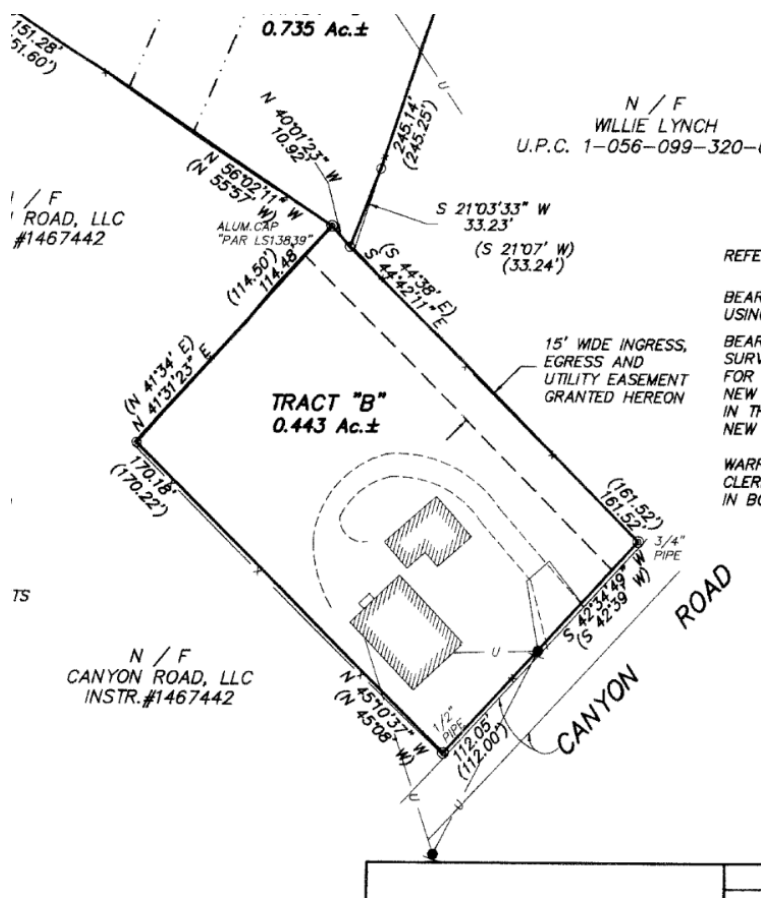 0.735 Ac.±
151.28'
51.60')
N 40°01'23" W
10.92'
245.14'
(245.25')
N / F
WILLIE LYNCH
U.P.C. 1-056-099-320-
N 56°02'11" W
(N 55°57' W)
/ F
ROAD, LLC
#1467442
ALUM.CAP
"PAR LS13839"
S 21°03'33" W
33.23'
(S 21°07' W)
(33.24')
(S 44°38' E)
S 44°42'11" E
(114.50')
114.48'
REFE
BEAR
USING
15' WIDE INGRESS,
EGRESS AND
UTILITY EASEMENT
GRANTED HEREON
BEAR
SURV
FOR
NEW
IN TH
NEW
(N 41°34' E)
N 41°31'23" E
TRACT "B"
0.443 Ac.±
WARR
CLER
IN BO
170.18'
(170.22')
(161.52')
161.52'
3/4"
PIPE
S 42°34'49" W
(S 42°39' W)
TS
U
U
U
U
N / F
CANYON ROAD, LLC
INSTR.#1467442
N 45°10'37" W
(N 45°08' W)
1/2"
PIPE
112.05'
(112.00')
CANYON ROAD